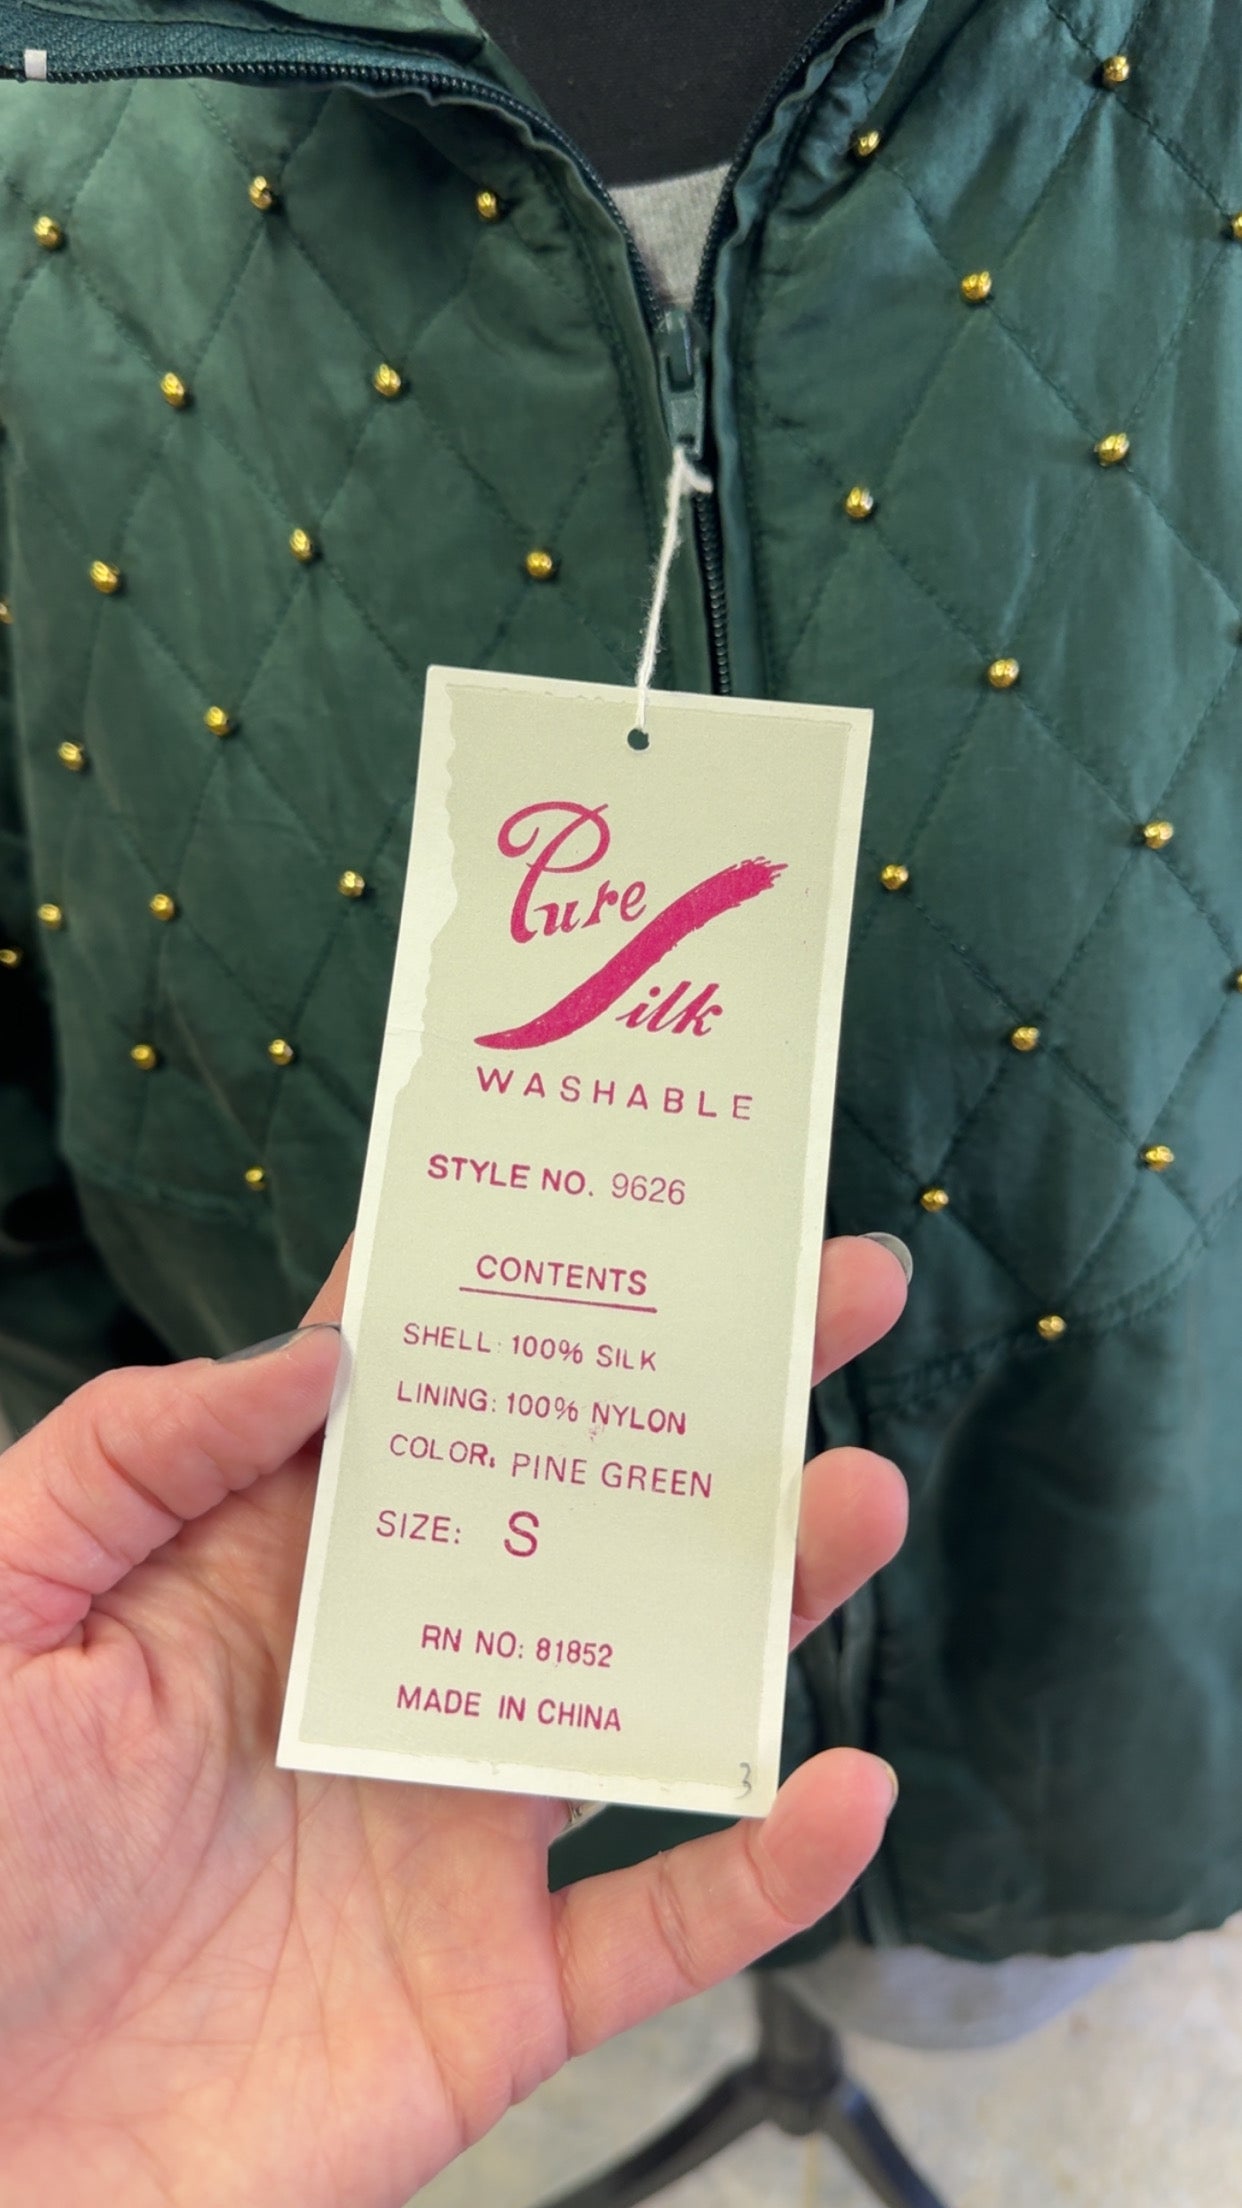 Pure
Silk
WASHABLE
STYLE NO. 9626
CONTENTS
SHELL: 100% SILK
LINING: 100% NYLON
COLOR. PINE GREEN
SIZE: S
RN NO: 81852
MADE IN CHINA
3